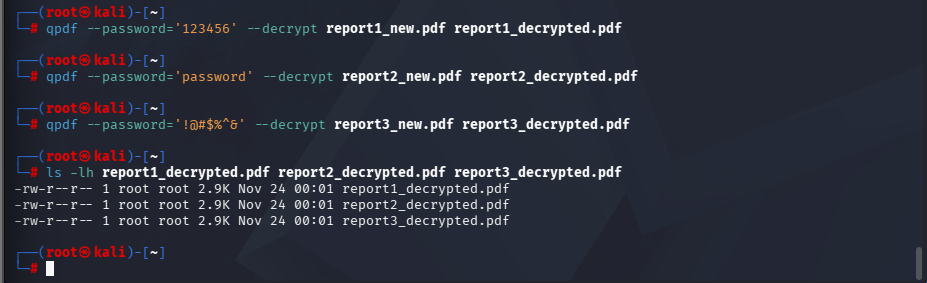 ┌──(root㉿kali)-[~]
└─# qpdf --password='123456' --decrypt report1_new.pdf report1_decrypted.pdf
┌──(root㉿kali)-[~]
└─# qpdf --password='password' --decrypt report2_new.pdf report2_decrypted.pdf
┌──(root㉿kali)-[~]
└─# qpdf --password='!@#$%^&' --decrypt report3_new.pdf report3_decrypted.pdf
┌──(root㉿kali)-[~]
└─# ls -lh report1_decrypted.pdf report2_decrypted.pdf report3_decrypted.pdf
-rw-r--r-- 1 root root 2.9K Nov 24 00:01 report1_decrypted.pdf
-rw-r--r-- 1 root root 2.9K Nov 24 00:01 report2_decrypted.pdf
-rw-r--r-- 1 root root 2.9K Nov 24 00:01 report3_decrypted.pdf
┌──(root㉿kali)-[~]
└─#